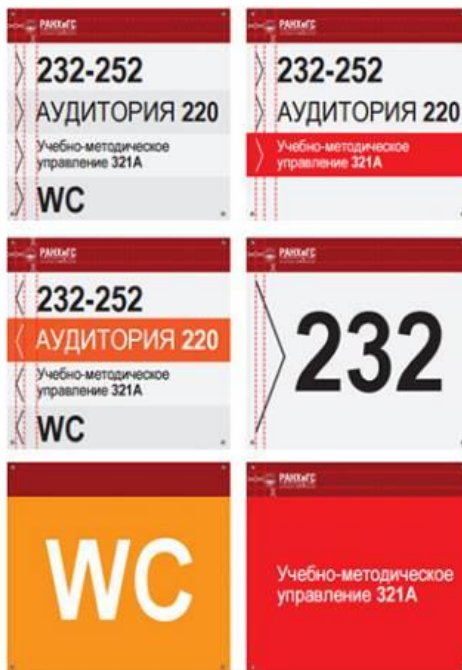 РАНХиГС
232-252
АУДИТОРИЯ 220
Учебно-методическое
управление 321А
WC
РАНХиГС
232-252
АУДИТОРИЯ 220
Учебно-методическое
управление 321А
РАНХиГС
232-252
АУДИТОРИЯ 220
Учебно-методическое
управление 321А
WC
РАНХиГС
232
WC
РАНХиГС
Учебно-методическое
управление 321А